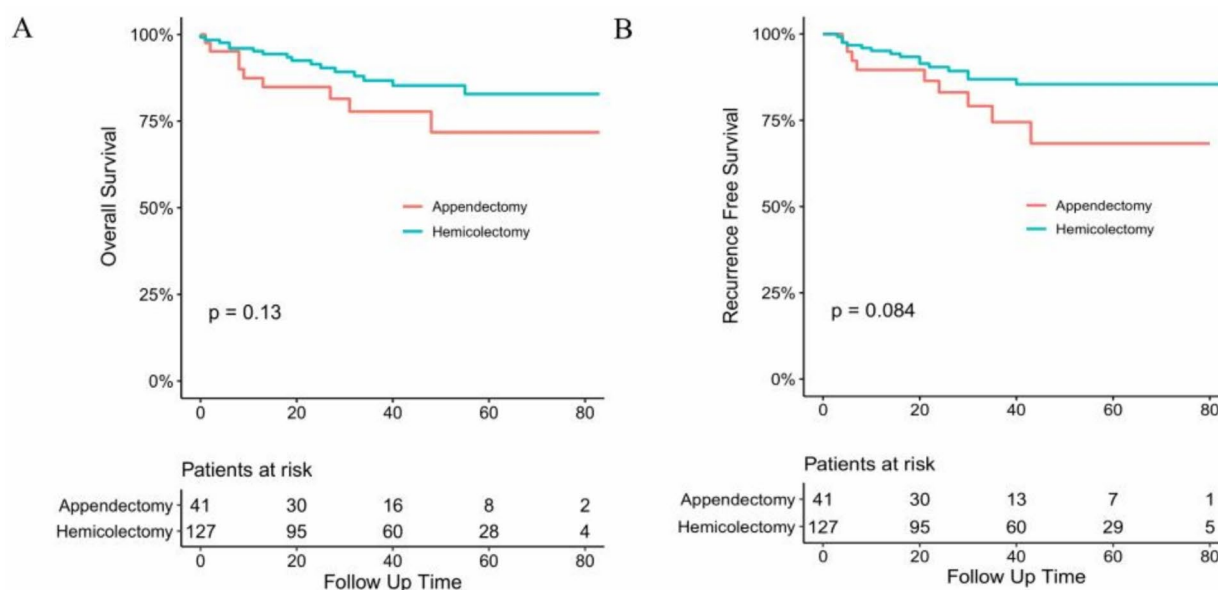 A
Overall Survival
100%
75%
50%
25%
0%
Appendectomy
Hemicolectomy
p = 0.13
0 20 40 60 80
Patients at risk
Appendectomy 41 30 16 8 2
Hemicolectomy 127 95 60 28 4
0 20 40 60 80
Follow Up Time
B
Recurrence Free Survival
100%
75%
50%
25%
0%
Appendectomy
Hemicolectomy
p = 0.084
0 20 40 60 80
Patients at risk
Appendectomy 41 30 13 7 1
Hemicolectomy 127 95 60 29 5
0 20 40 60 80
Follow Up Time